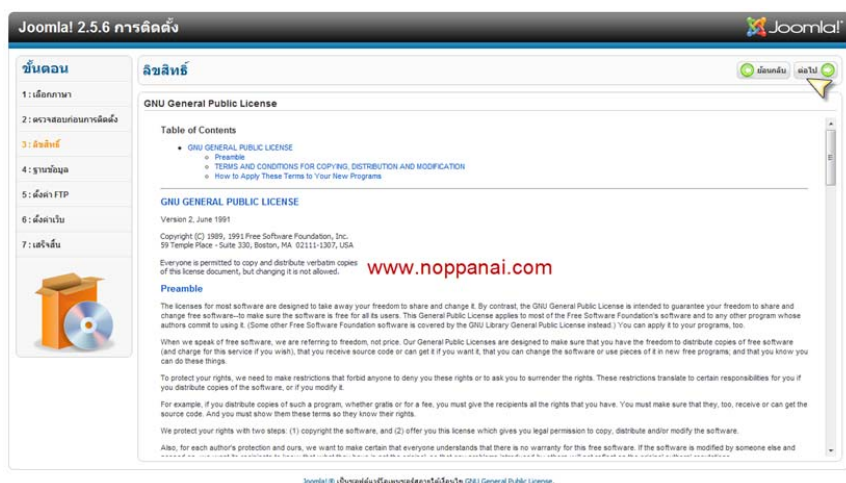 Joomla! 2.5.6 การติดตั้ง
Joomla!
ขั้นตอน
1 : เลือกภาษา
2 : ตรวจสอบก่อนการติดตั้ง
3 : ลิขสิทธิ์
4 : ฐานข้อมูล
5 : ตั้งค่า FTP
6 : ตั้งค่าเว็บ
7 : เสร็จสิ้น
ลิขสิทธิ์
ย้อนกลับ
ต่อไป
GNU General Public License
Table of Contents
GNU GENERAL PUBLIC LICENSE
Preamble
TERMS AND CONDITIONS FOR COPYING, DISTRIBUTION AND MODIFICATION
How to Apply These Terms to Your New Programs
GNU GENERAL PUBLIC LICENSE
Version 2, June 1991
Copyright (C) 1989, 1991 Free Software Foundation, Inc.
59 Temple Place - Suite 330, Boston, MA 02111-1307, USA
Everyone is permitted to copy and distribute verbatim copies
of this license document, but changing it is not allowed.
www.noppanai.com
Preamble
The licenses for most software are designed to take away your freedom to share and change it. By contrast, the GNU General Public License is intended to guarantee your freedom to share and
change free software--to make sure the software is free for all its users. This General Public License applies to most of the Free Software Foundation's software and to any other program whose
authors commit to using it. (Some other Free Software Foundation software is covered by the GNU Library General Public License instead.) You can apply it to your programs, too.
When we speak of free software, we are referring to freedom, not price. Our General Public Licenses are designed to make sure that you have the freedom to distribute copies of free software
(and charge for this service if you wish), that you receive source code or can get it if you want it, that you can change the software or use pieces of it in new free programs; and that you know you
can do these things.
To protect your rights, we need to make restrictions that forbid anyone to deny you these rights or to ask you to surrender the rights. These restrictions translate to certain responsibilities for you if
you distribute copies of the software, or if you modify it.
For example, if you distribute copies of such a program, whether gratis or for a fee, you must give the recipients all the rights that you have. You must make sure that they, too, receive or can get the
source code. And you must show them these terms so they know their rights.
We protect your rights with two steps: (1) copyright the software, and (2) offer you this license which gives you legal permission to copy, distribute and/or modify the software.
Also, for each author's protection and ours, we want to make certain that everyone understands that there is no warranty for this free software. If the software is modified by someone else and
Joomla! ® GNU General Public License.